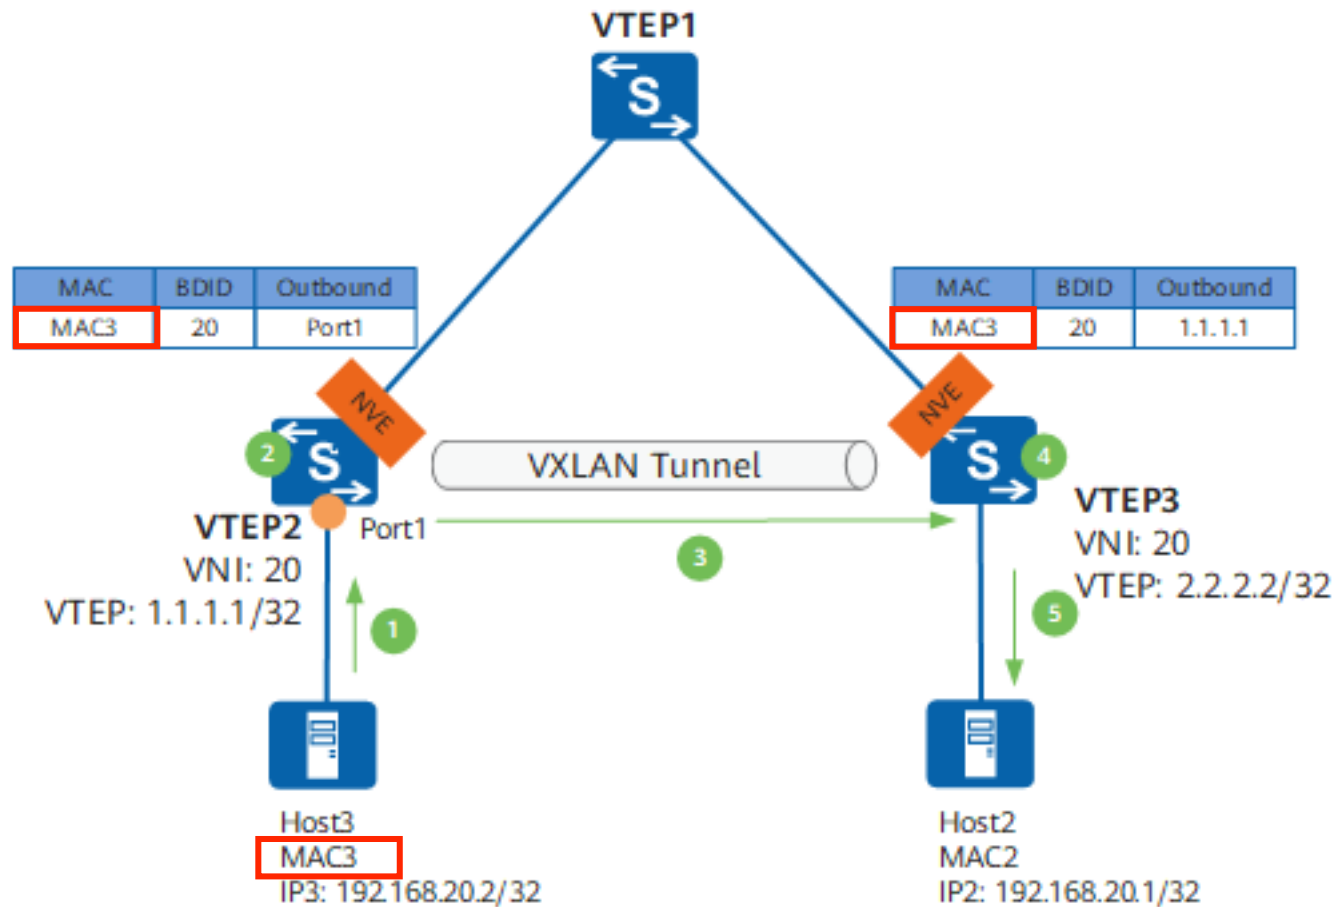 VTEP1
S
MAC BDID Outbound
MAC3 20 Port1
MAC BDID Outbound
MAC3 20 1.1.1.1
NVE
NVE
2
S
VXLAN Tunnel
S
4
VTEP2
VNI: 20
VTEP: 1.1.1.1/32
Port1
3
VTEP3
VNI: 20
VTEP: 2.2.2.2/32
1
5
Host3
MAC3
IP3: 192.168.20.2/32
Host2
MAC2
IP2: 192.168.20.1/32